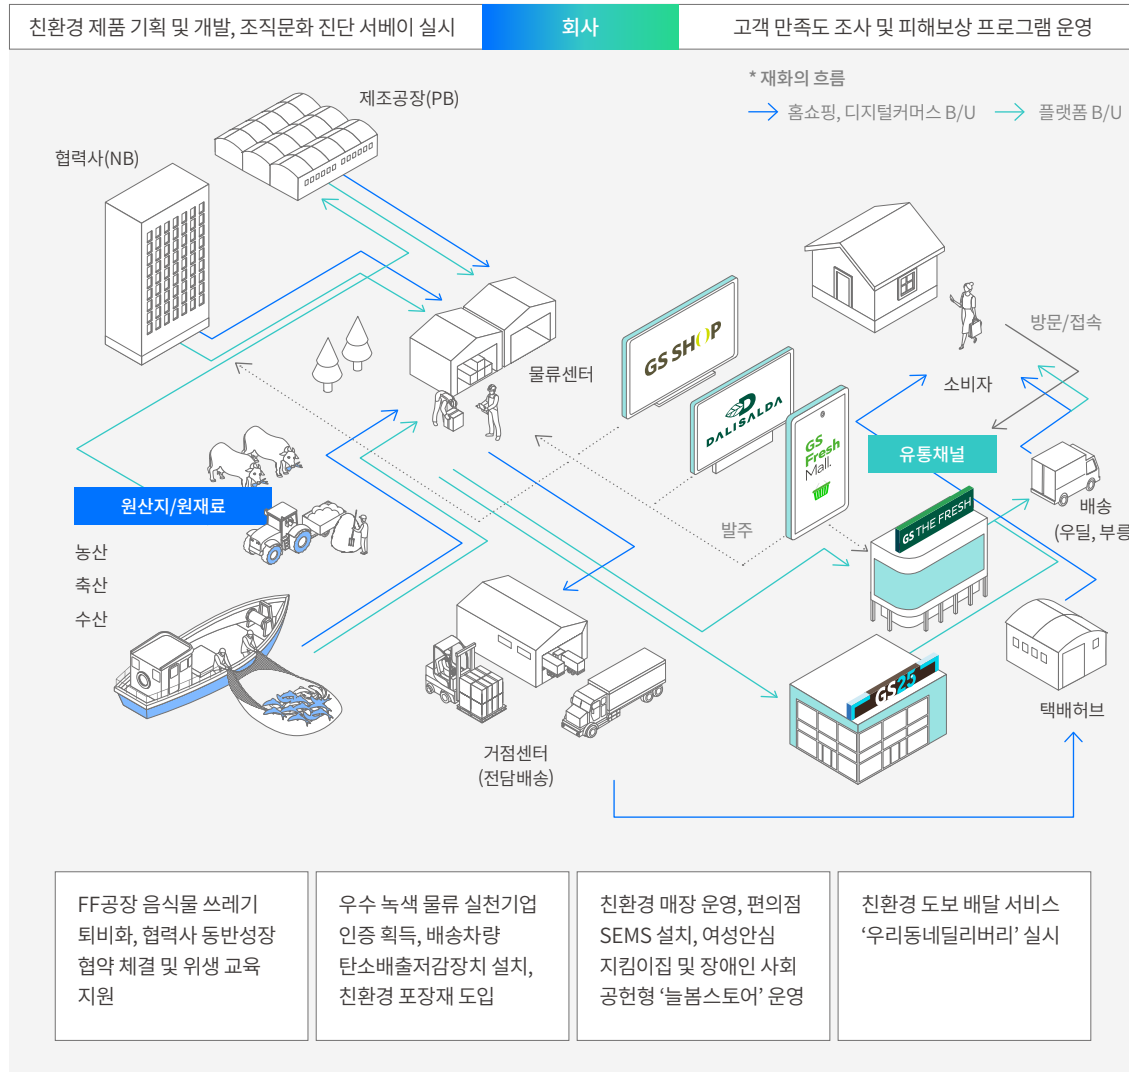 친환경 제품 기획 및 개발, 조직문화 진단 서베이 실시
회사
고객 만족도 조사 및 피해보상 프로그램 운영
* 재화의 흐름
홈쇼핑, 디지털커머스 B/U
플랫폼 B/U
제조공장(PB)
협력사(NB)
물류센터
GS SHOP
DALISALDA
GS
Fresh
Mall.
방문/접속
소비자
유통채널
GS THE FRESH
배송
(우딜, 부릉
원산지/원재료
농산
축산
수산
발주
GS25
택배허브
거점센터
(전담배송)
FF공장 음식물 쓰레기
퇴비화, 협력사 동반성장
협약 체결 및 위생 교육
지원
우수 녹색 물류 실천기업
인증 획득, 배송차량
탄소배출저감장치 설치,
친환경 포장재 도입
친환경 매장 운영, 편의점
SEMS 설치, 여성안심
지킴이집 및 장애인 사회
공헌형 ‘늘봄스토어’ 운영
친환경 도보 배달 서비스
‘우리동네딜리버리’ 실시